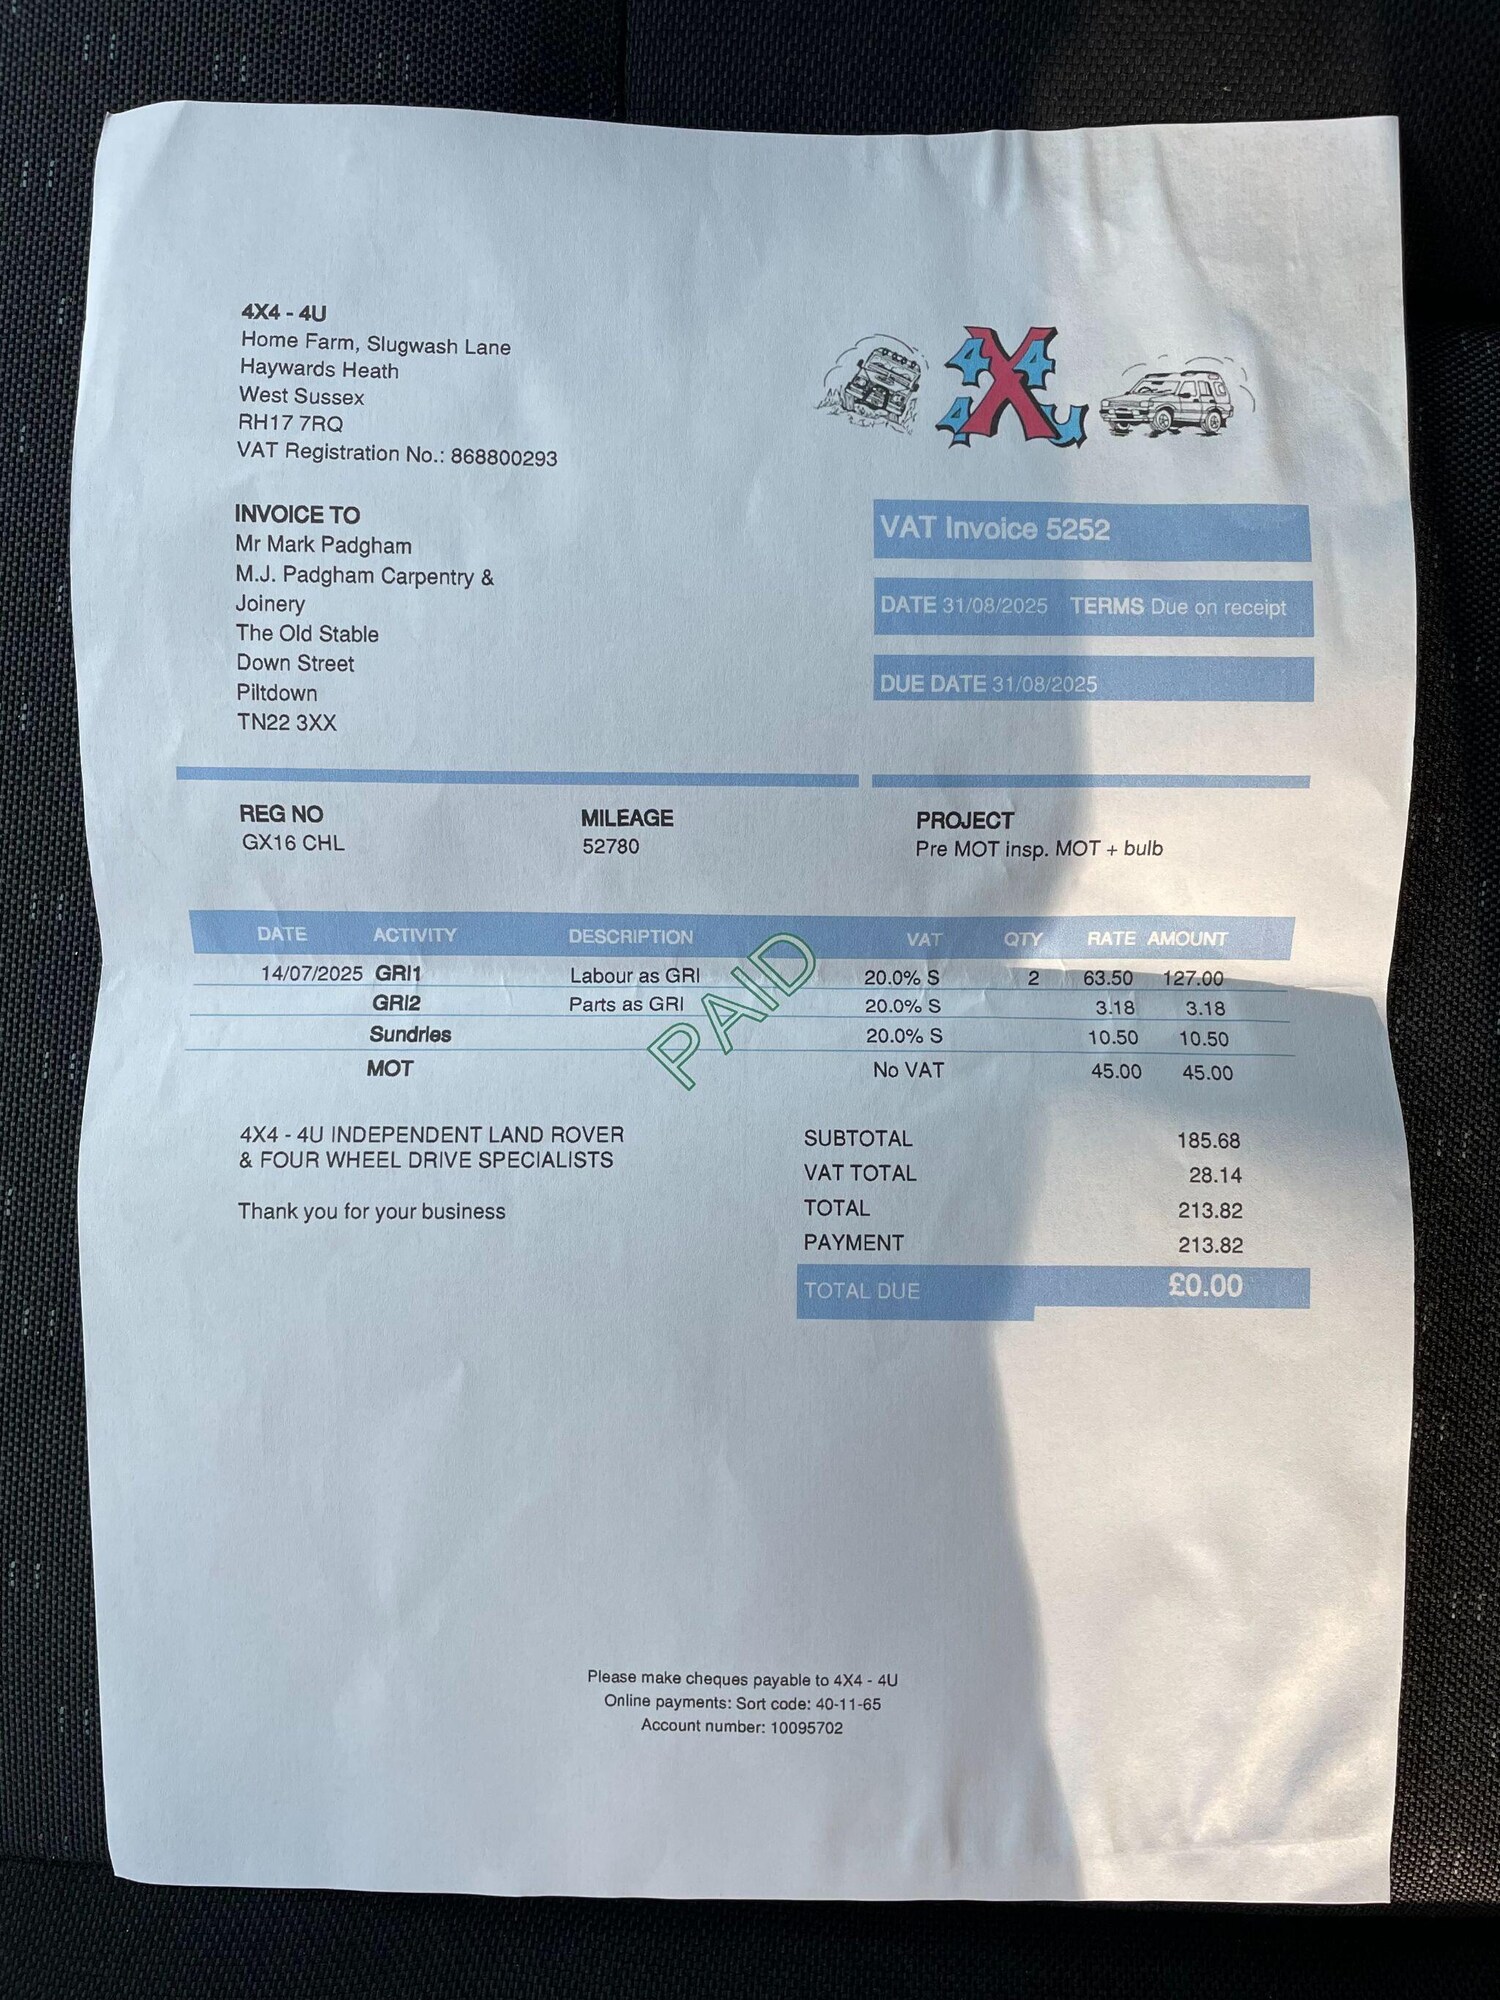 4X4 - 4U
Home Farm, Slugwash Lane
Haywards Heath
West Sussex
RH17 7RQ
VAT Registration No.: 868800293
4X4
4U
INVOICE TO
Mr Mark Padgham
M.J. Padgham Carpentry &
Joinery
The Old Stable
Down Street
Piltdown
TN22 3XX
VAT Invoice 5252
DATE 31/08/2025 TERMS Due on receipt
DUE DATE 31/08/2025
REG NO MILEAGE PROJECT
GX16 CHL 52780 Pre MOT insp. MOT + bulb
DATE ACTIVITY DESCRIPTION VAT QTY RATE AMOUNT
14/07/2025 GRI1 Labour as GRI 20.0% S 2 63.50 127.00
GRI2 Parts as GRI 20.0% S 3.18 3.18
Sundries 20.0% S 10.50 10.50
MOT No VAT 45.00 45.00
PAID
4X4 - 4U INDEPENDENT LAND ROVER
& FOUR WHEEL DRIVE SPECIALISTS
Thank you for your business
SUBTOTAL 185.68
VAT TOTAL 28.14
TOTAL 213.82
PAYMENT 213.82
TOTAL DUE £0.00
Please make cheques payable to 4X4 - 4U
Online payments: Sort code: 40-11-65
Account number: 10095702